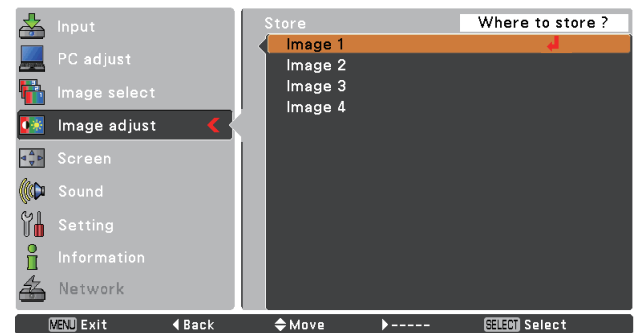 Input
PC adjust
Image select
Image adjust
Screen
Sound
Setting
Information
Network
Store
Where to store ?
Image 1
Image 2
Image 3
Image 4
MENU Exit
Back
Move
-----
SELECT Select